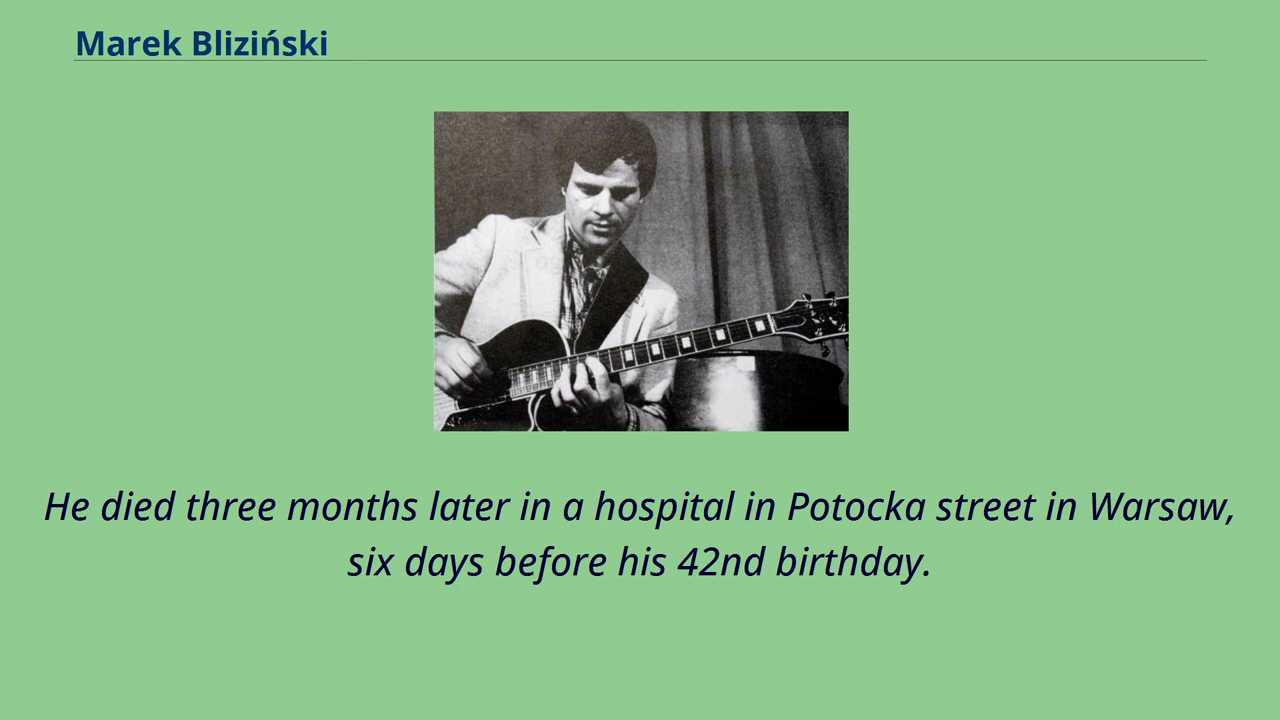 Marek Bliziński
He died three months later in a hospital in Potocka street in Warsaw,
six days before his 42nd birthday.